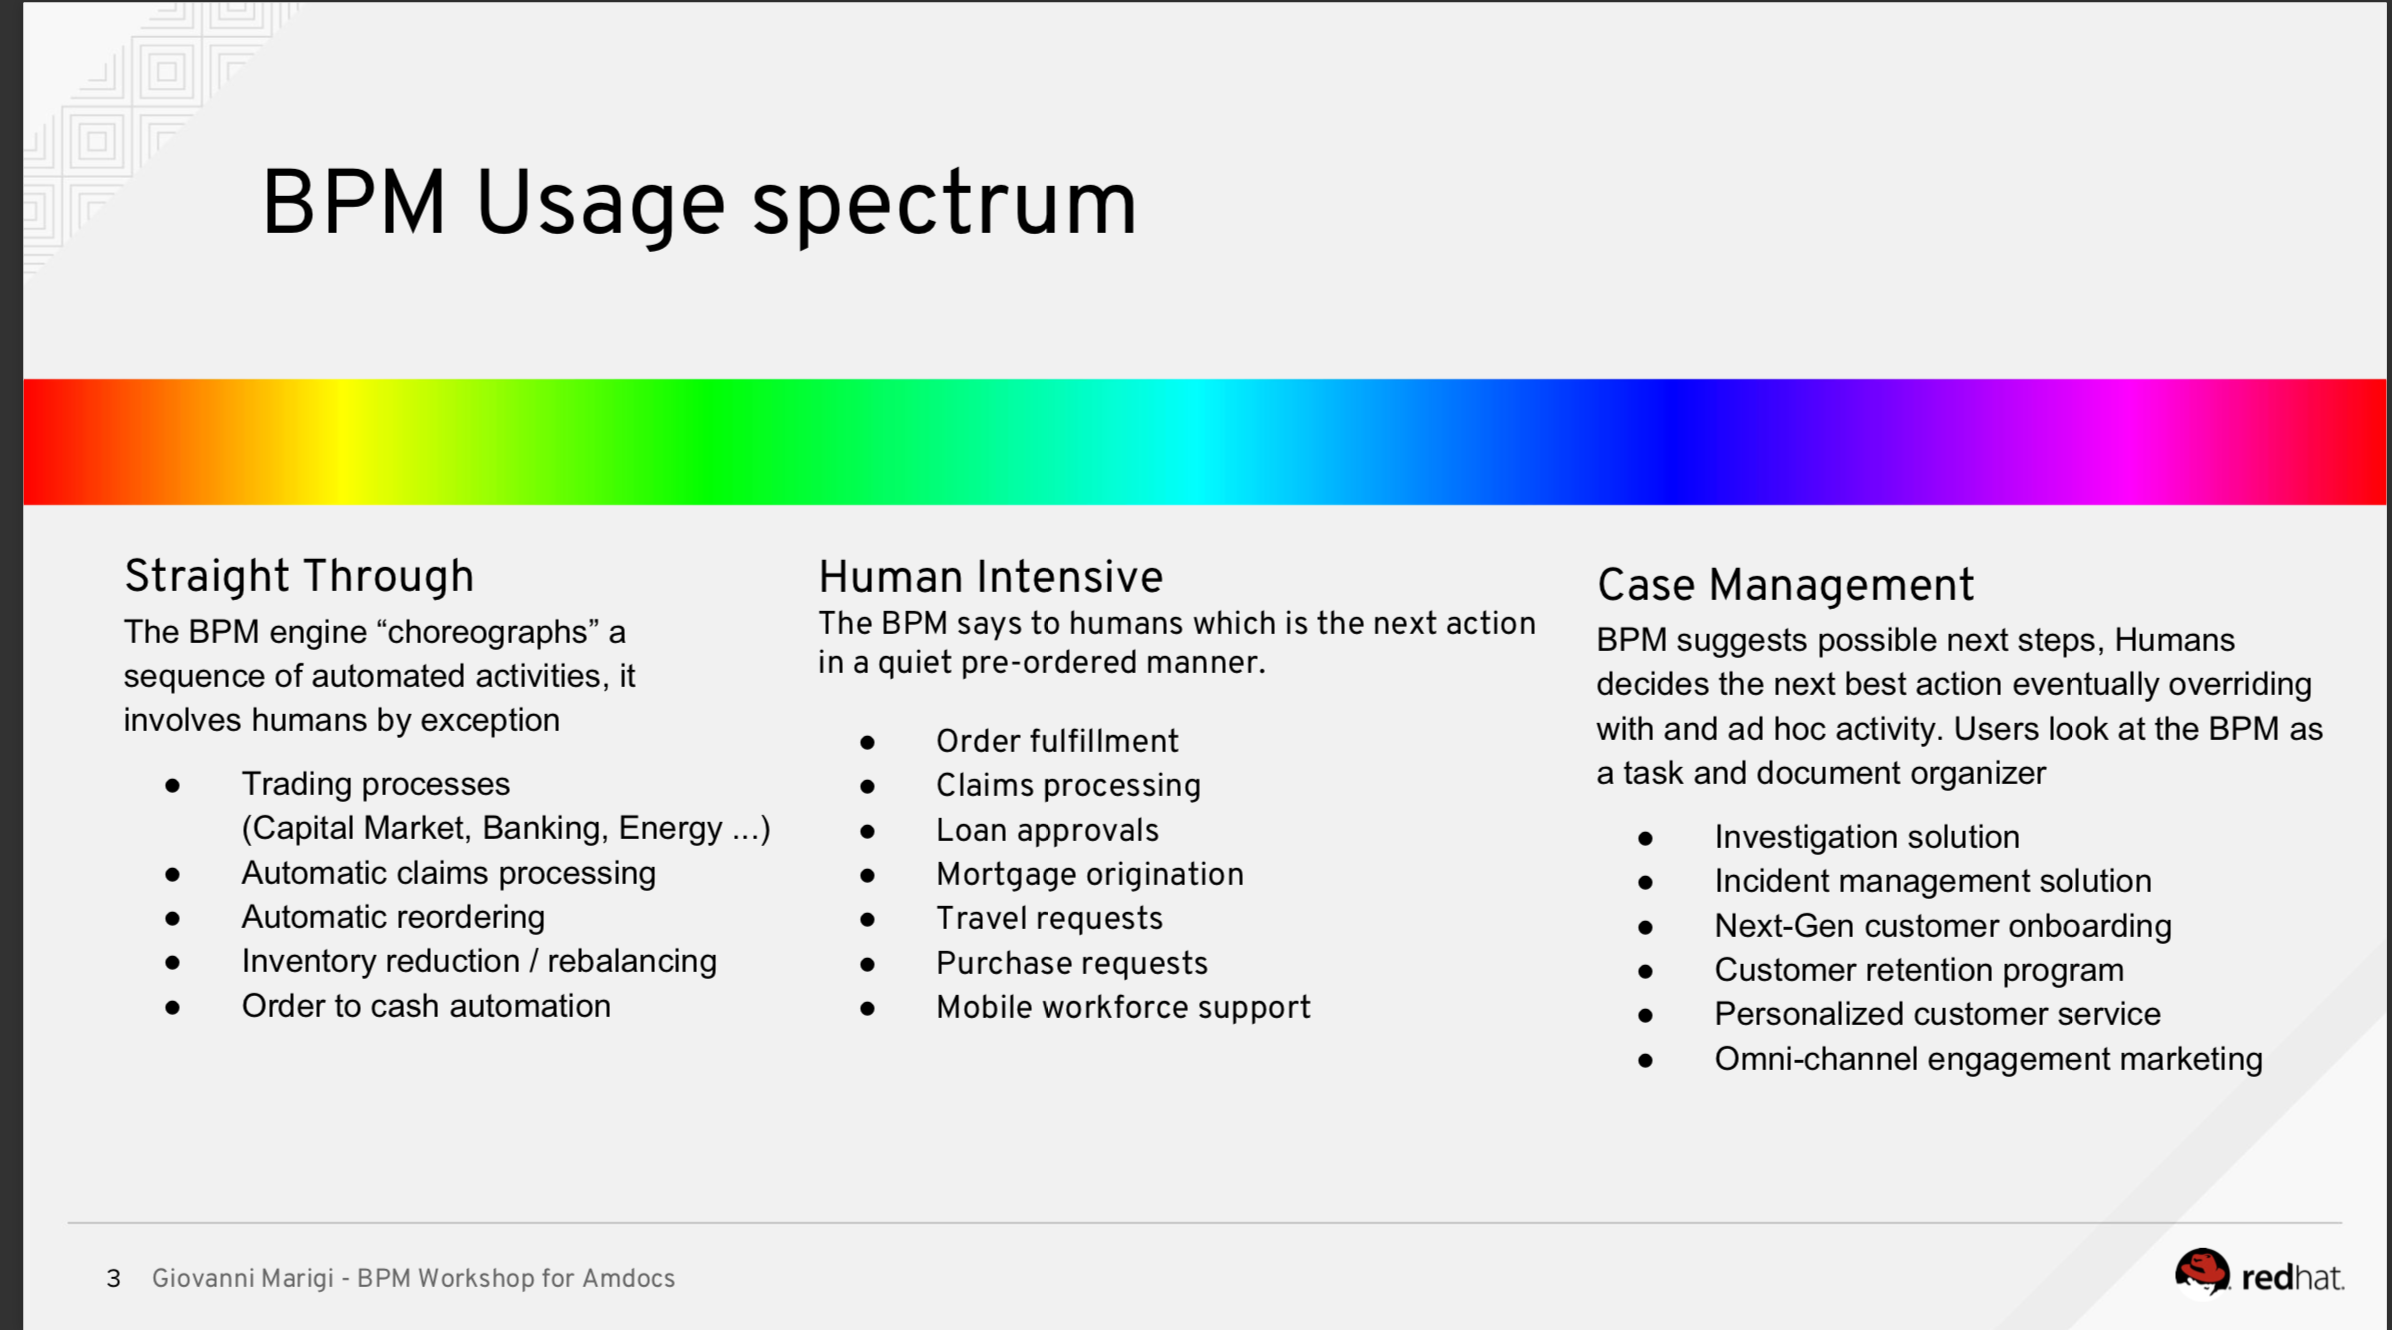 BPM Usage spectrum
Straight Through
The BPM engine “choreographs” a
sequence of automated activities, it
involves humans by exception
● Trading processes
(Capital Market, Banking, Energy ...)
● Automatic claims processing
● Automatic reordering
● Inventory reduction / rebalancing
● Order to cash automation
Human Intensive
The BPM says to humans which is the next action
in a quiet pre-ordered manner.
● Order fulfillment
● Claims processing
● Loan approvals
● Mortgage origination
● Travel requests
● Purchase requests
● Mobile workforce support
Case Management
BPM suggests possible next steps, Humans
decides the next best action eventually overriding
with and ad hoc activity. Users look at the BPM as
a task and document organizer
● Investigation solution
● Incident management solution
● Next-Gen customer onboarding
● Customer retention program
● Personalized customer service
● Omni-channel engagement marketing
3 Giovanni Marigi - BPM Workshop for Amdocs
redhat.